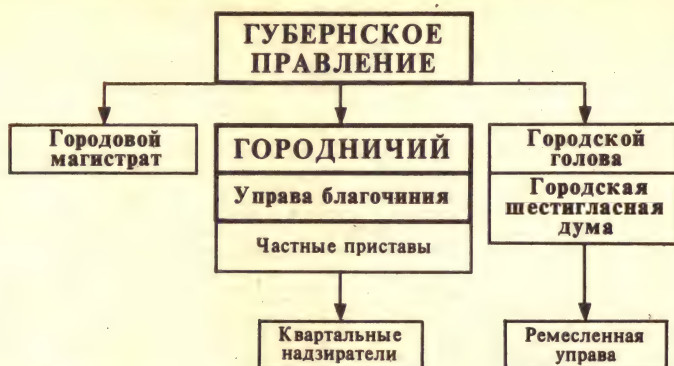 ГУБЕРНСКОЕ
ПРАВЛЕНИЕ
Городовой
магистрат
ГОРОДНИЧИЙ
Управа благочиния
Частные приставы
Городской
голова
Городская
шестигласная
дума
Квартальные
надзиратели
Ремесленная
управа